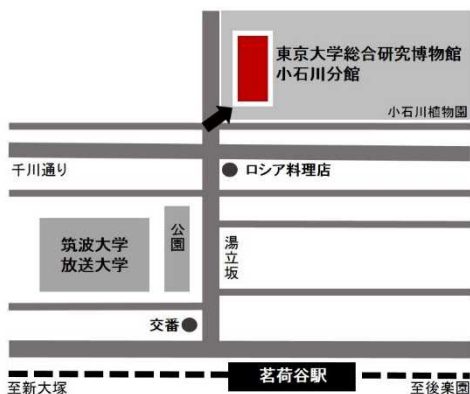 東京大学総合研究博物館
小石川分館
小石川植物園
千川通り
ロシア料理店
筑波大学
放送大学
公園
湯立坂
交番
茗荷谷駅
至新大塚
至後楽園